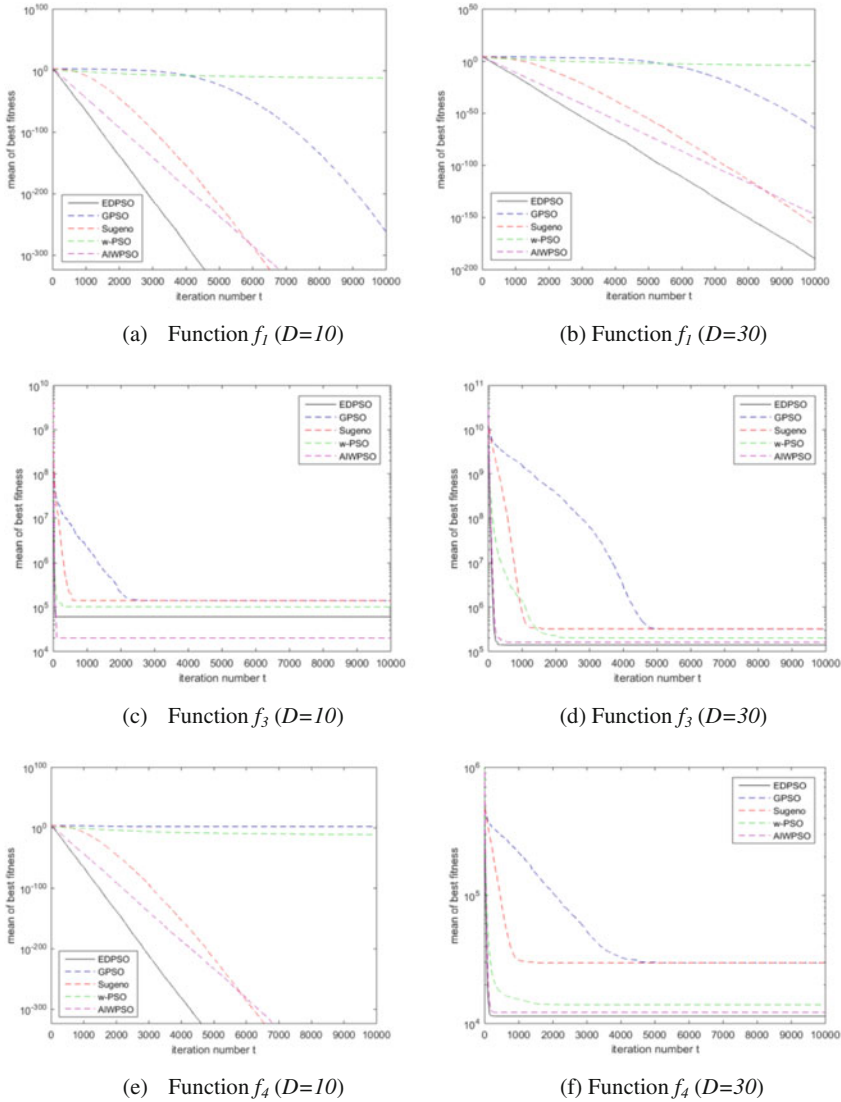 10^100
10^0
10^-100
10^-200
10^-300
mean of best fitness
EDPSO
GPSO
Sugeno
w-PSO
AIWPSO
0 1000 2000 3000 4000 5000 6000 7000 8000 9000 10000
iteration number t
(a) Function f_1 (D=10)
10^50
10^0
10^-50
10^-100
10^-150
10^-200
mean of best fitness
EDPSO
GPSO
Sugeno
w-PSO
AIWPSO
0 1000 2000 3000 4000 5000 6000 7000 8000 9000 10000
iteration number t
(b) Function f_1 (D=30)
10^10
10^9
10^8
10^7
10^6
10^5
10^4
mean of best fitness
EDPSO
GPSO
Sugeno
w-PSO
AIWPSO
0 1000 2000 3000 4000 5000 6000 7000 8000 9000 10000
iteration number t
(c) Function f_3 (D=10)
10^11
10^10
10^9
10^8
10^7
10^6
10^5
mean of best fitness
EDPSO
GPSO
Sugeno
w-PSO
AIWPSO
0 1000 2000 3000 4000 5000 6000 7000 8000 9000 10000
iteration number t
(d) Function f_3 (D=30)
10^100
10^0
10^-100
10^-200
10^-300
mean of best fitness
EDPSO
GPSO
Sugeno
w-PSO
AIWPSO
0 1000 2000 3000 4000 5000 6000 7000 8000 9000 10000
iteration number t
(e) Function f_4 (D=10)
10^6
10^5
10^4
mean of best fitness
EDPSO
GPSO
Sugeno
w-PSO
AIWPSO
0 1000 2000 3000 4000 5000 6000 7000 8000 9000 10000
iteration number t
(f) Function f_4 (D=30)